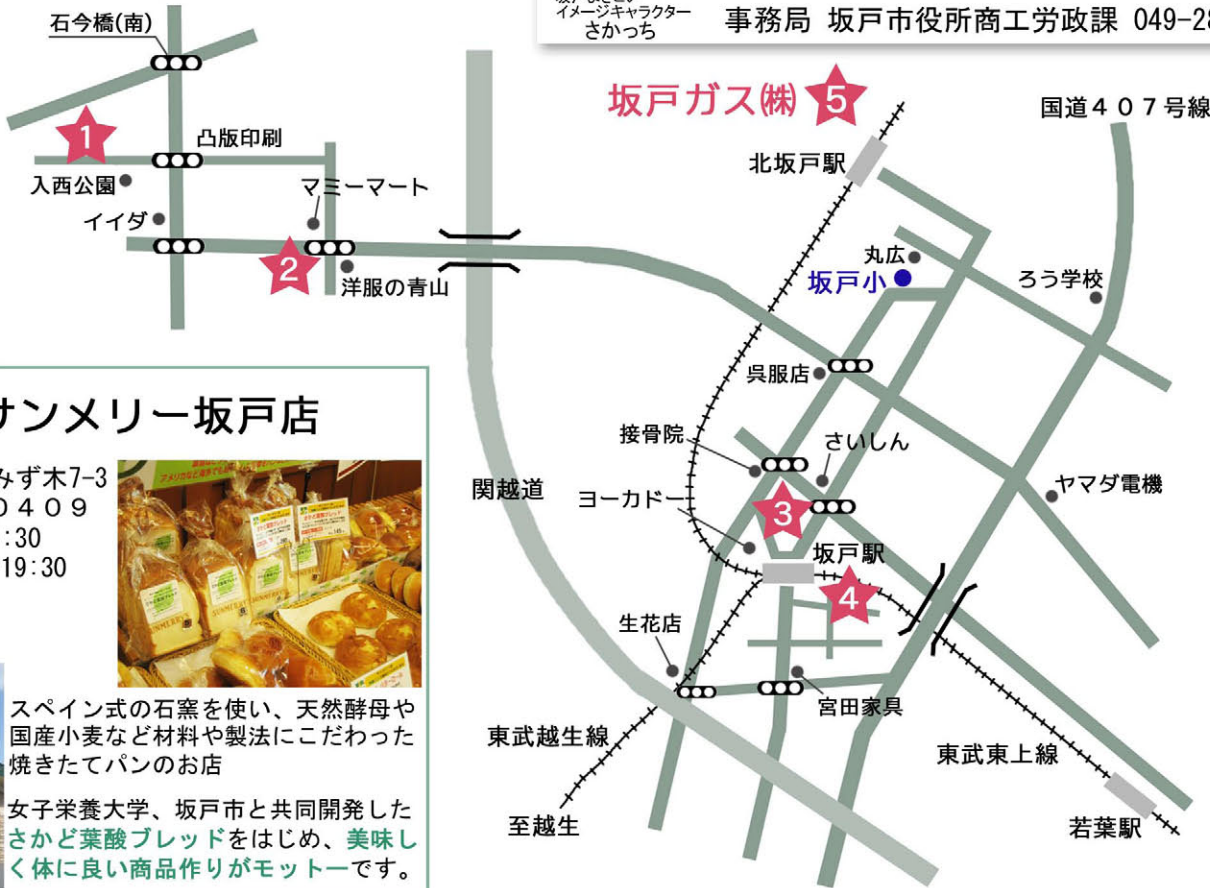 イメージキャラクター
さかっち
事務局 坂戸市役所商工労政課 049-28
石今橋(南)
1
凸版印刷
入西公園
イイダ
マミーマート
2
洋服の青山
坂戸ガス㈱ 5
国道407号線
北坂戸駅
丸広
坂戸小
ろう学校
呉服店
接骨院
さいしん
関越道
ヨーカドー
3
ヤマダ電機
坂戸駅
4
生花店
宮田家具
東武越生線
東武東上線
至越生
若葉駅
サンメリー坂戸店
みず木7-3
0409
:30
19:30
スペイン式の石窯を使い、天然酵母や
国産小麦など材料や製法にこだわった
焼きたてパンのお店
女子栄養大学、坂戸市と共同開発した
さかど葉酸ブレッドをはじめ、美味し
く体に良い商品作りがモットーです。